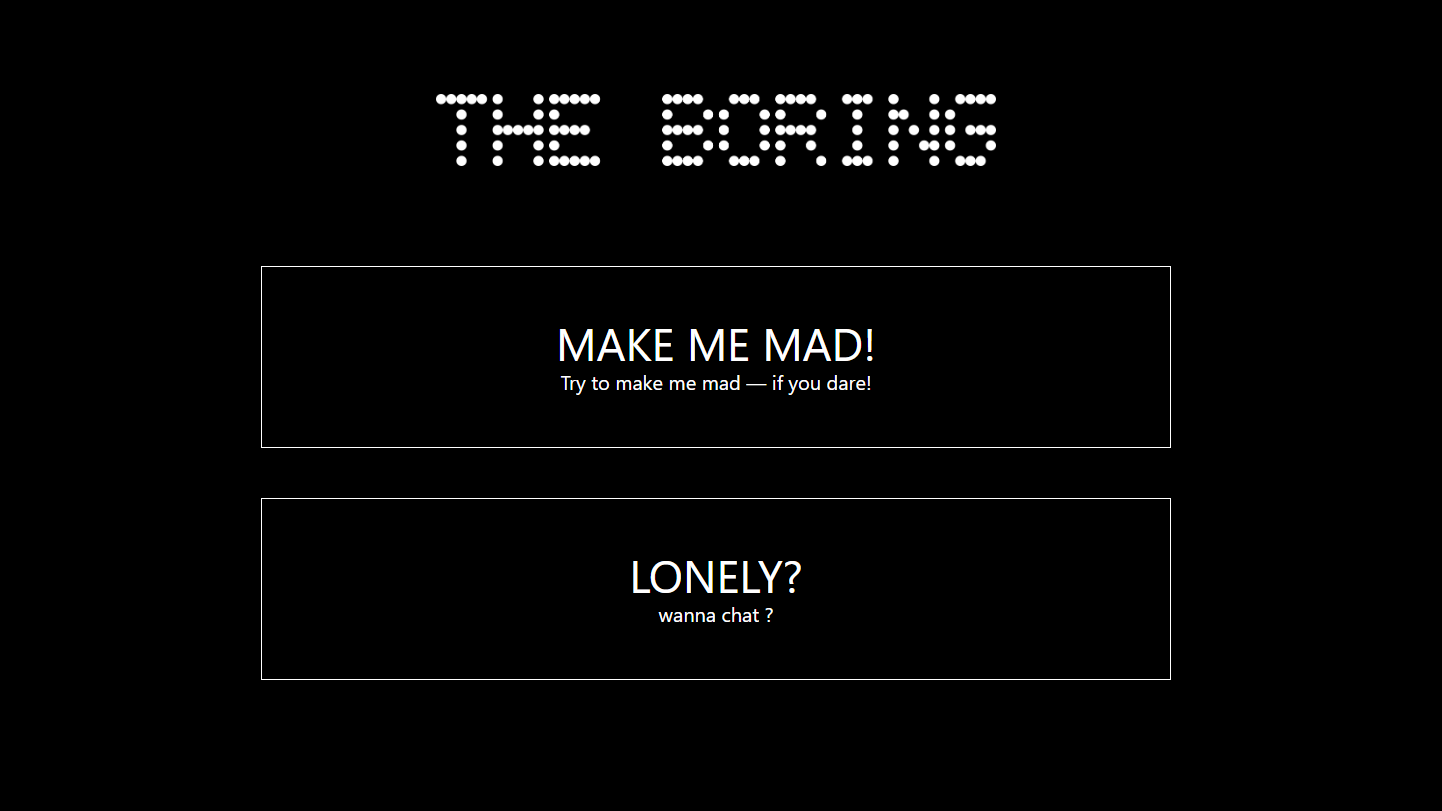 THE BORING
MAKE ME MAD!
Try to make me mad — if you dare!
LONELY?
wanna chat ?